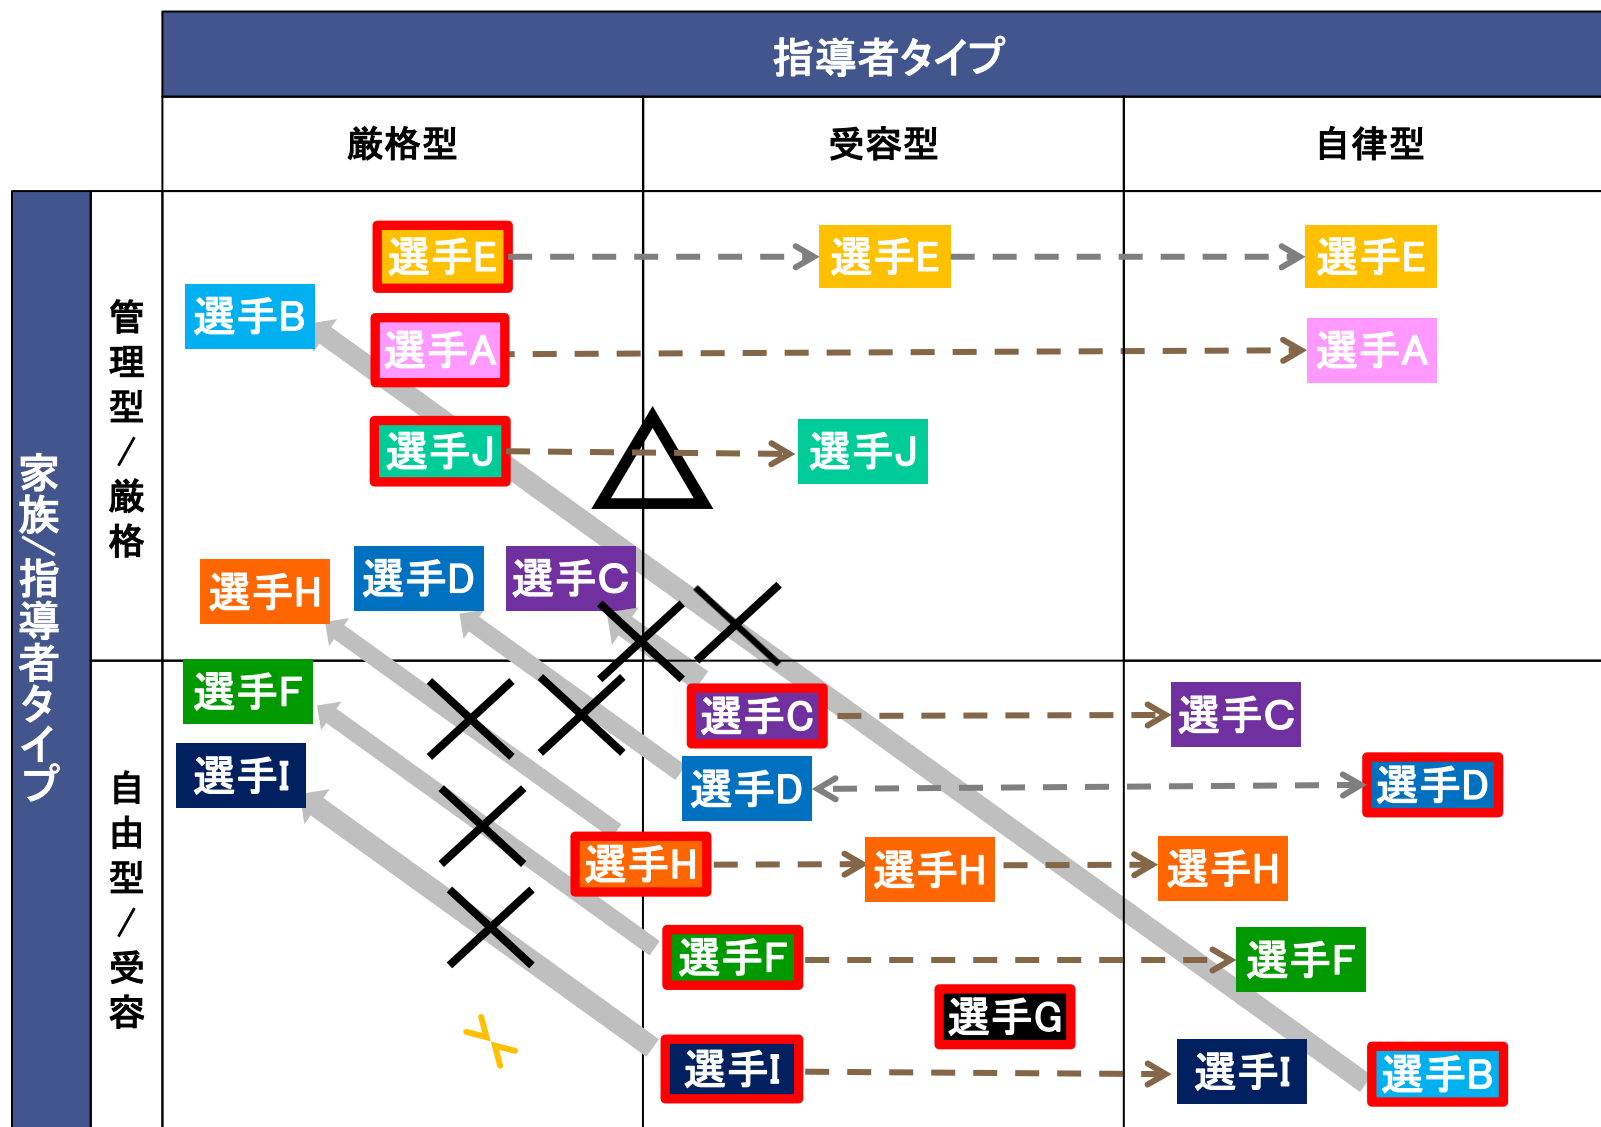 指導者タイプ
厳格型
受容型
自律型
家族/指導者タイプ
管理型/厳格
選手E
選手E
選手E
選手B
選手A
選手A
選手J
選手J
選手H
選手D
選手C
自由型/受容
選手F
選手C
選手C
選手I
選手D
選手D
選手H
選手H
選手H
選手F
選手F
選手G
選手I
選手I
選手B